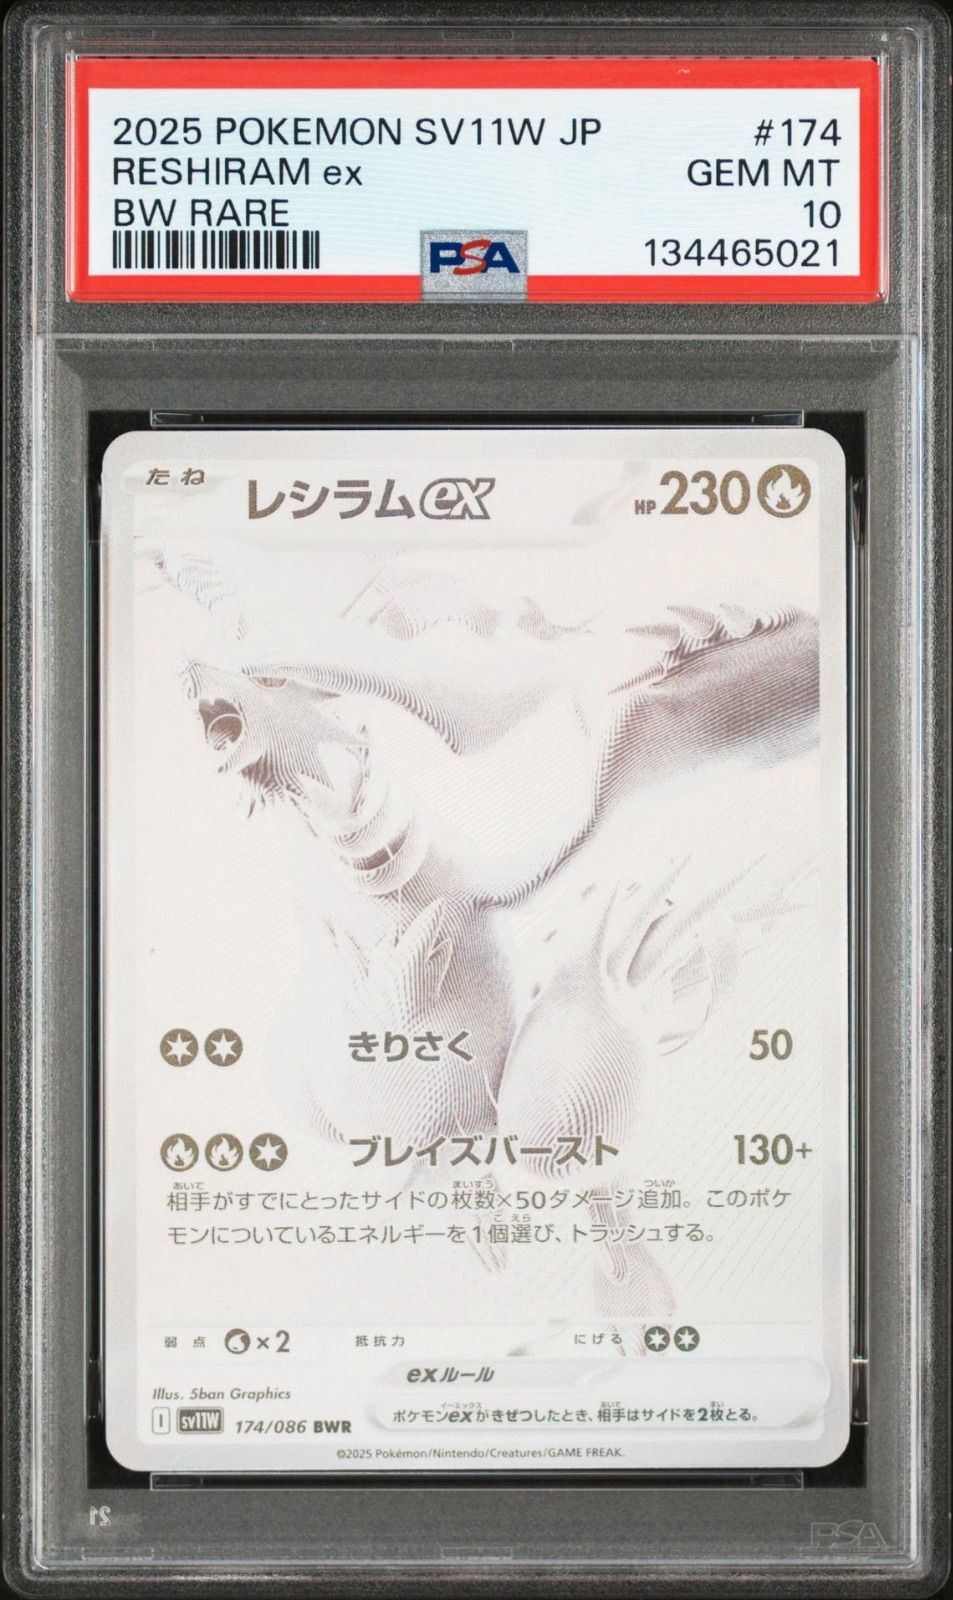 2025 POKEMON SV11W JP #174
RESHIRAM ex GEM MT
BW RARE 10
PSA 134465021
たね レシラムex HP230
きりさく 50
ブレイズバースト 130+
相手がすでにとったサイドの枚数×50ダメージ追加。このポケ
モンについているエネルギーを1個選び、トラッシュする。
弱点 ×2 抵抗力 にげる
exルール
ポケモンexがきぜつしたとき、相手はサイドを2枚とる。
Illus. 5ban Graphics
I sv11W 174/086 BWR
©2025 Pokémon/Nintendo/Creatures/GAME FREAK.
21
PSA